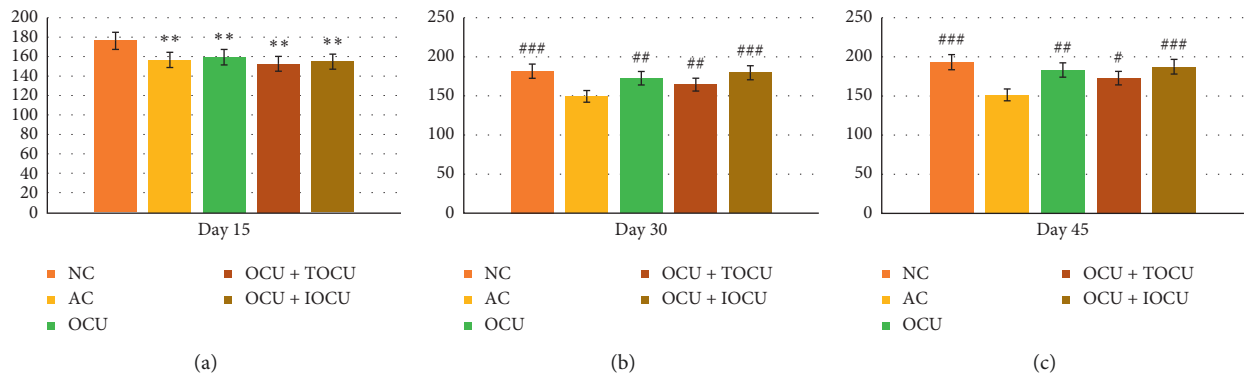 200
180
160
140
120
100
80
60
40
20
0
** ** ** **
Day 15
NC
AC
OCU
OCU + TOCU
OCU + IOCU
(a)
250
200
150
100
50
0
### ## ## ###
Day 30
NC
AC
OCU
OCU + TOCU
OCU + IOCU
(b)
250
200
150
100
50
0
### ## # ###
Day 45
NC
AC
OCU
OCU + TOCU
OCU + IOCU
(c)